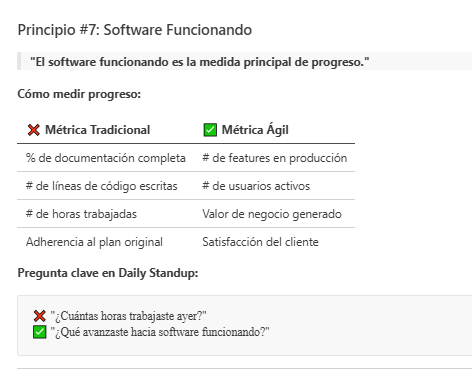 Principio #7: Software Funcionando
"El software funcionando es la medida principal de progreso."
Cómo medir progreso:
❌ Métrica Tradicional ✅ Métrica Ágil
% de documentación completa # de features en producción
# de líneas de código escritas # de usuarios activos
# de horas trabajadas Valor de negocio generado
Adherencia al plan original Satisfacción del cliente
Pregunta clave en Daily Standup:
❌ "¿Cuántas horas trabajaste ayer?"
✅ "¿Qué avanzaste hacia software funcionando?"